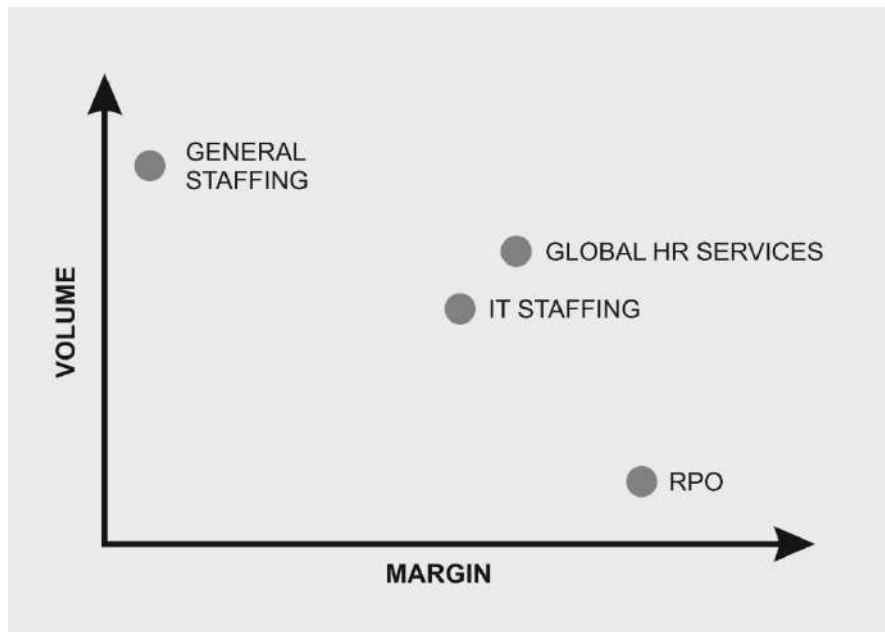 GENERAL
STAFFING
GLOBAL HR SERVICES
IT STAFFING
RPO
VOLUME
MARGIN